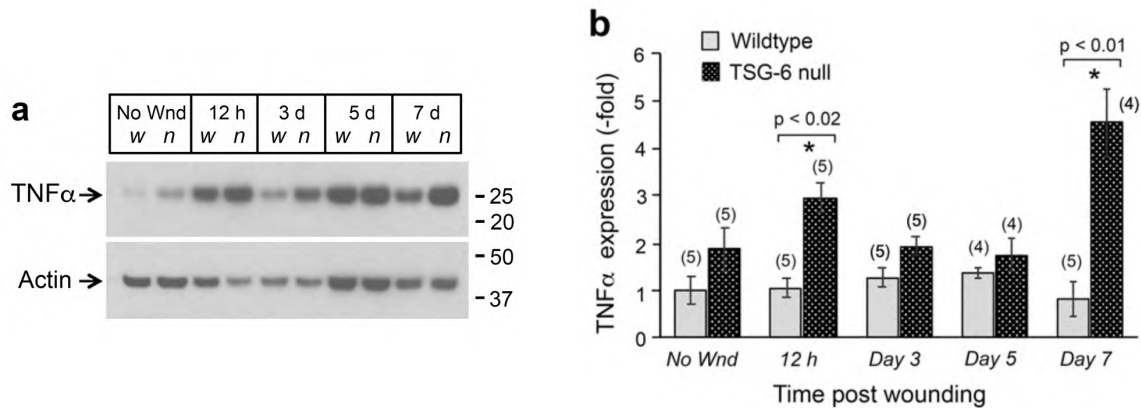 a
No Wnd 12 h 3 d 5 d 7 d
w n w n w n w n w n
TNFα
25
20
Actin
50
37
b
Wildtype
TSG-6 null
TNFα expression (-fold)
6
5
4
3
2
1
0
p < 0.02
*
p < 0.01
*
(5) (5) (5) (5) (5) (5) (4) (4) (5) (4)
No Wnd 12 h Day 3 Day 5 Day 7
Time post wounding